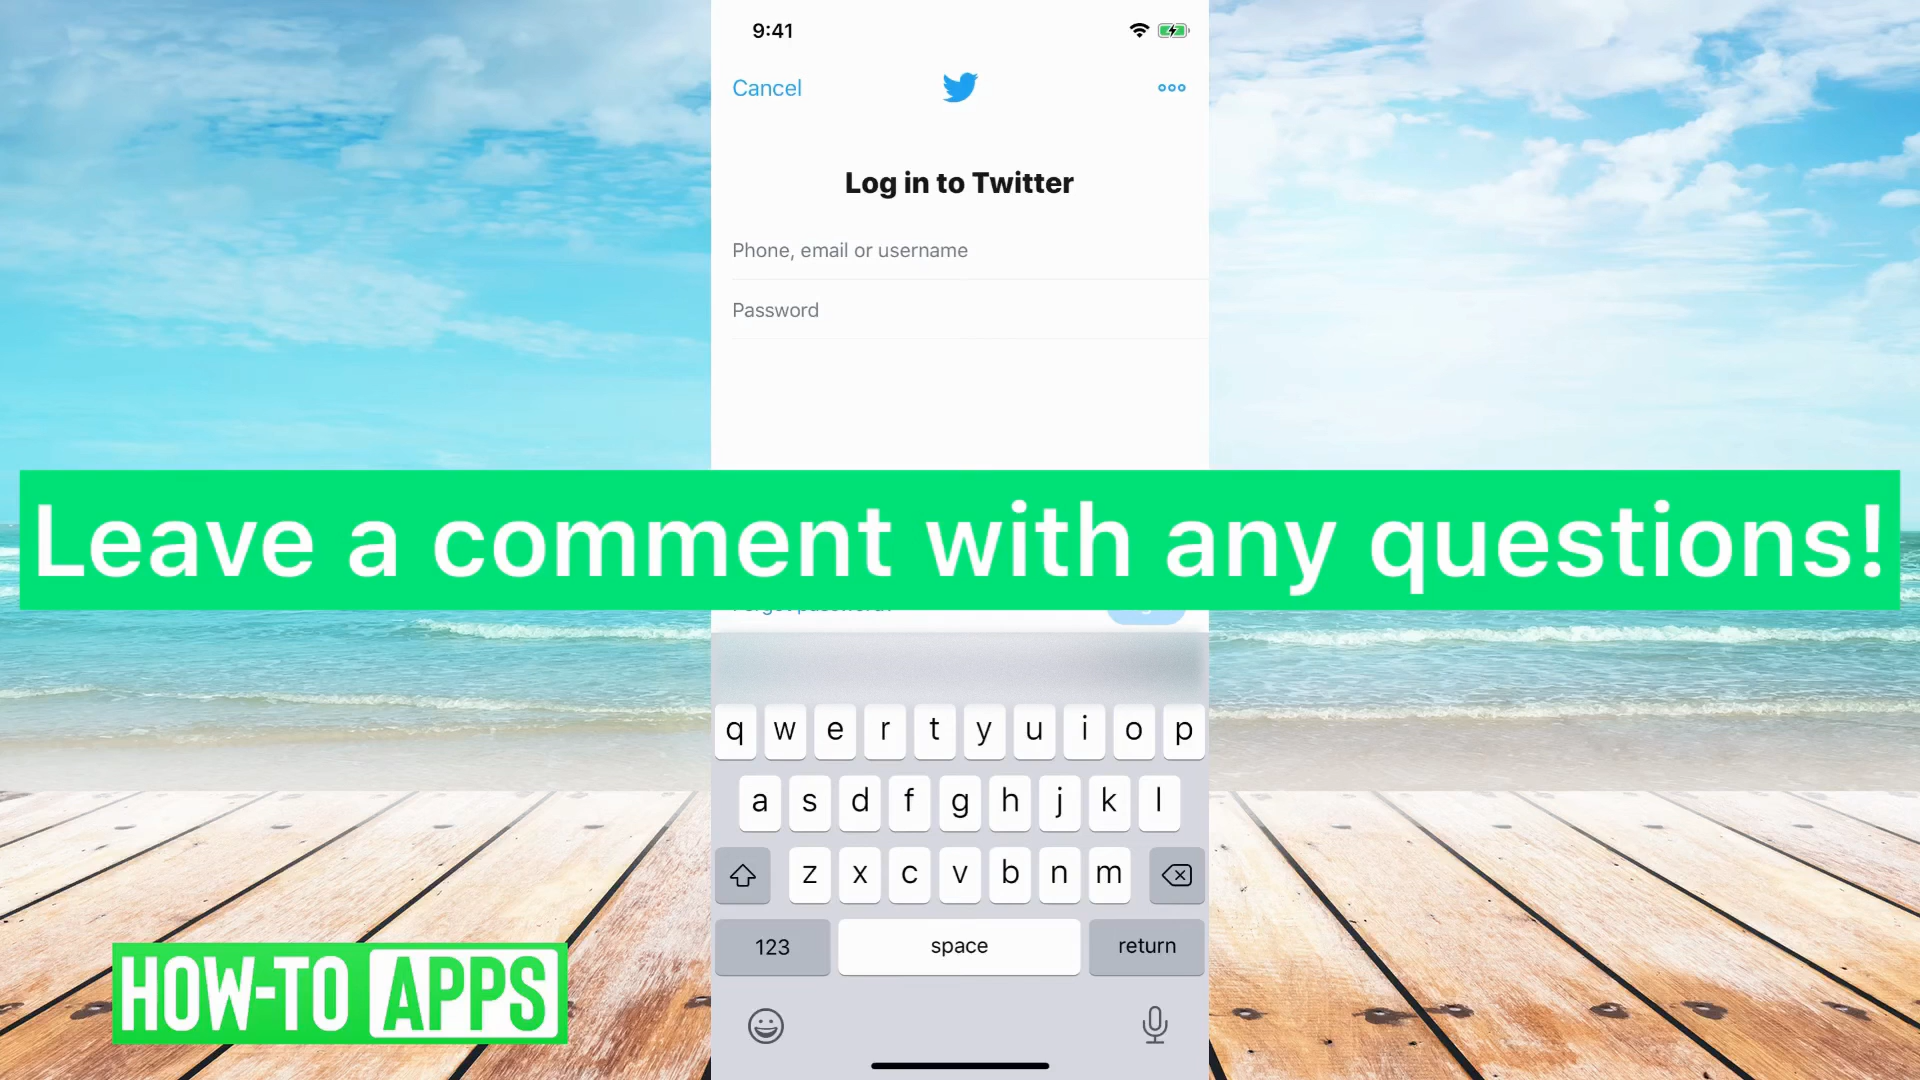 9:41
Cancel
Log in to Twitter
Phone, email or username
Password
Leave a comment with any questions!
q w e r t y u i o p
a s d f g h j k l
z x c v b n m
123 space return
HOW-TO APPS